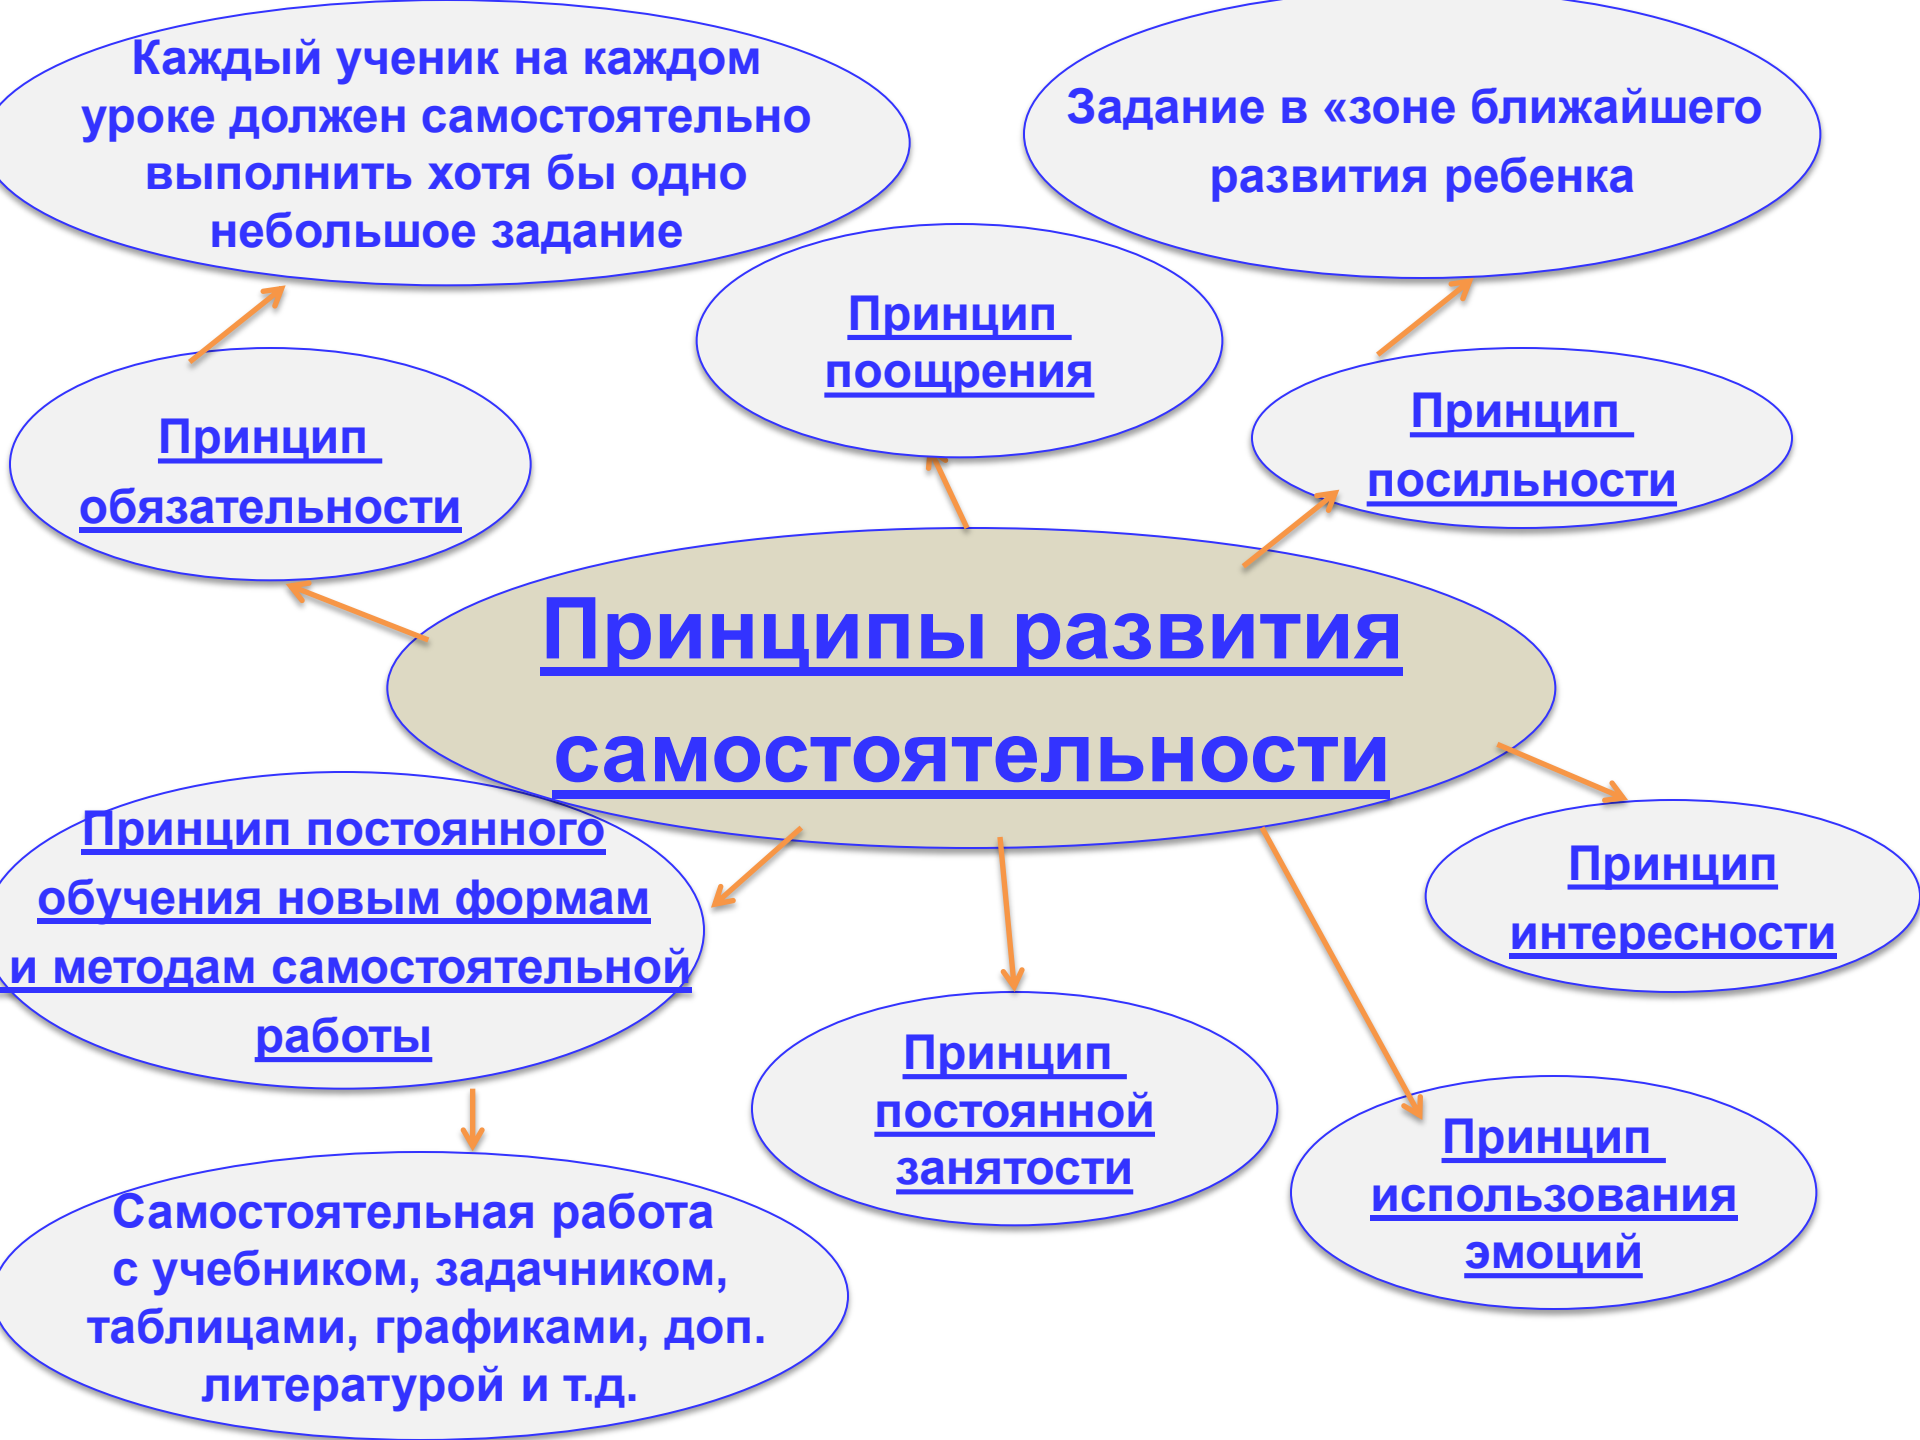 Каждый ученик на каждом
уроке должен самостоятельно
выполнить хотя бы одно
небольшое задание
Задание в «зоне ближайшего
развития ребенка
Принцип
поощрения
Принцип
посильности
Принцип
обязательности
Принципы развития
самостоятельности
Принцип постоянного
обучения новым формам
и методам самостоятельной
работы
Принцип
интересности
Принцип
постоянной
занятости
Принцип
использования
эмоций
Самостоятельная работа
с учебником, задачником,
таблицами, графиками, доп.
литературой и т.д.